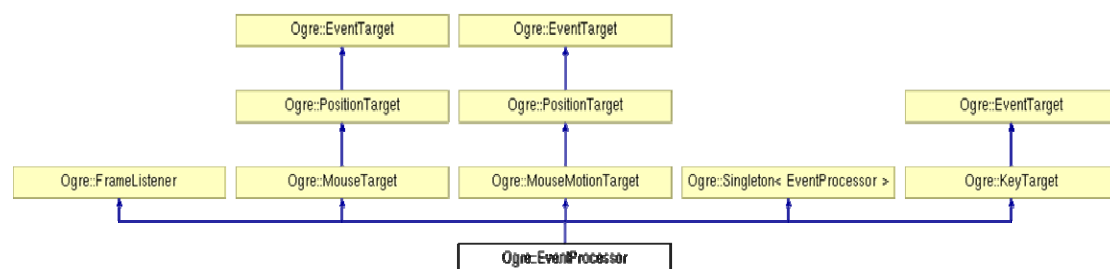 Ogre::EventTarget Ogre::EventTarget
Ogre::PositionTarget Ogre::PositionTarget Ogre::EventTarget
Ogre::FrameListener Ogre::MouseTarget Ogre::MouseMotionTarget Ogre::Singleton< EventProcessor > Ogre::KeyTarget
Ogre::EventProcessor